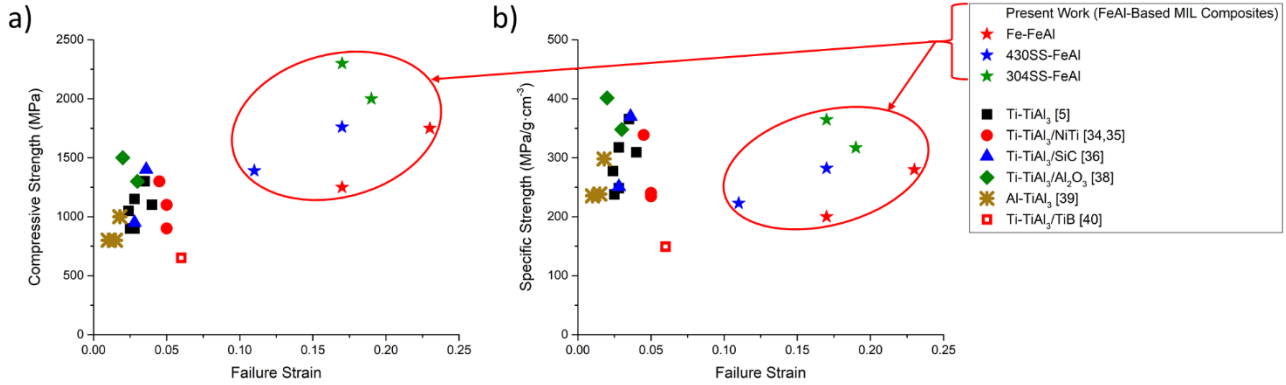 a)
2500
2000
1500
1000
500
0
0.00 0.05 0.10 0.15 0.20 0.25
Compressive Strength (MPa)
Failure Strain
b)
500
400
300
200
100
0
0.00 0.05 0.10 0.15 0.20 0.25
Specific Strength (MPa/g·cm⁻³)
Failure Strain
Present Work (FeAl-Based MIL Composites)
Fe-FeAl
430SS-FeAl
304SS-FeAl
Ti-TiAl₃ [5]
Ti-TiAl₃/NiTi [34,35]
Ti-TiAl₃/SiC [36]
Ti-TiAl₃/Al₂O₃ [38]
Al-TiAl₃ [39]
Ti-TiAl₃/TiB [40]